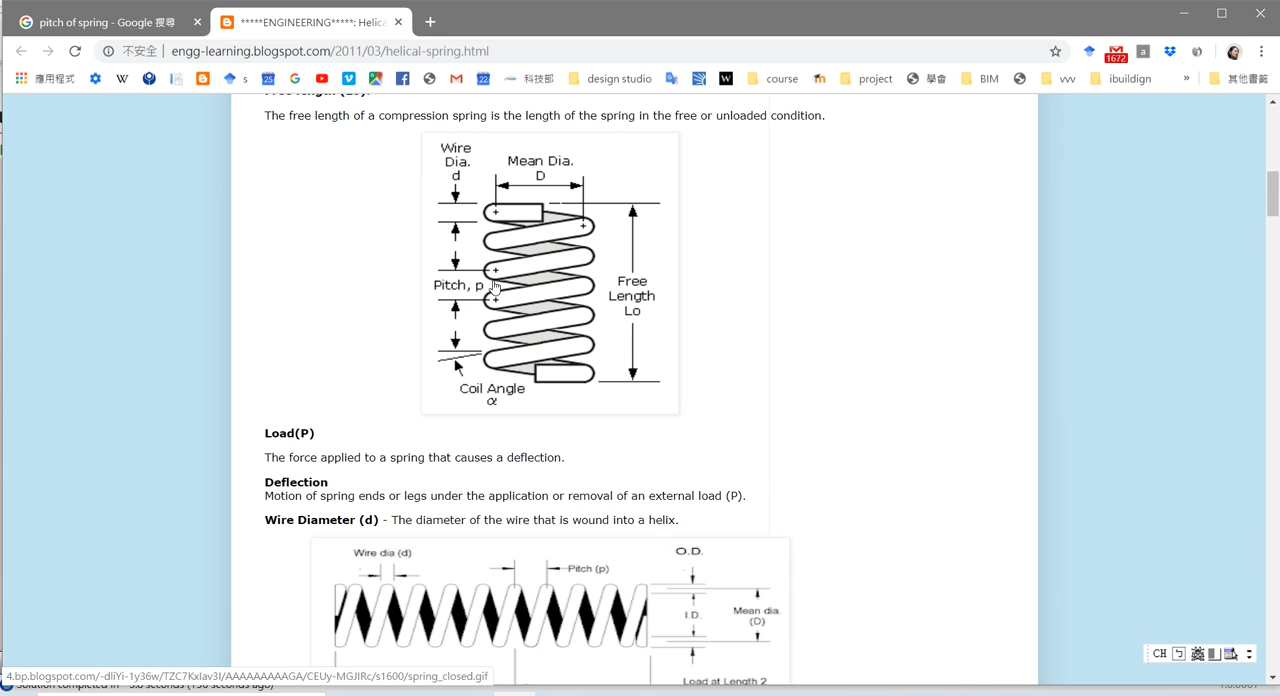 pitch of spring - Google 搜尋
*****ENGINEERING*****: Helic
不安全 | engg-learning.blogspot.com/2011/03/helical-spring.html
1672
a
應用程式
W
s
25
22
科技部
design studio
W
course
project
學會
BIM
vvv
ibuildign
»
其他書籤
The free length of a compression spring is the length of the spring in the free or unloaded condition.
Wire
Dia.
d
Mean Dia.
D
Pitch, p
Free
Length
Lo
Coil Angle
α
Load(P)
The force applied to a spring that causes a deflection.
Deflection
Motion of spring ends or legs under the application or removal of an external load (P).
Wire Diameter (d) - The diameter of the wire that is wound into a helix.
Wire dia (d)
Pitch (p)
O.D.
I.D.
Mean dia.
(D)
Load at Length 2
CH
4.bp.blogspot.com/-dliYi-1y36w/TZC7KxIav3I/AAAAAAAAAGA/CEUy-MGJIRc/s1600/spring_closed.gif